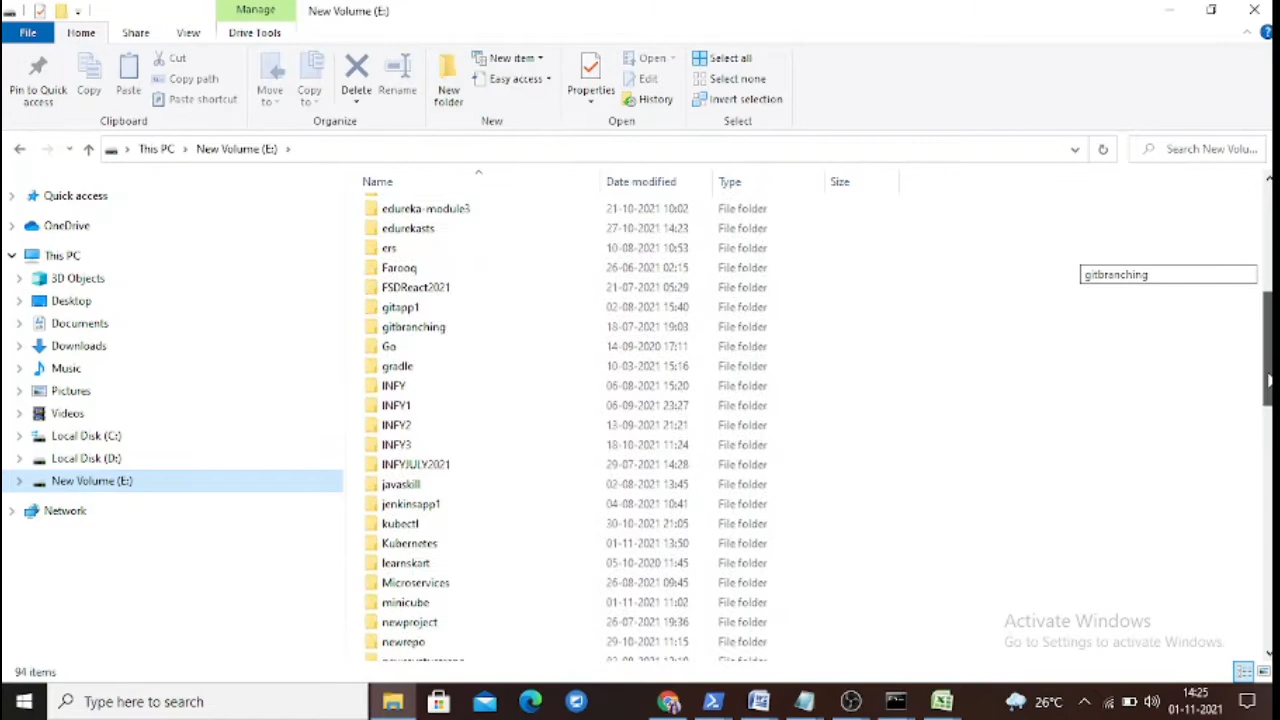 Manage
New Volume (E:)
File
Home
Share
View
Drive Tools
Pin to Quick access
Copy
Paste
Cut
Copy path
Paste shortcut
Clipboard
Move to
Copy to
Delete
Rename
Organize
New folder
New item
Easy access
New
Properties
Open
Edit
History
Open
Select all
Select none
Invert selection
Select
This PC > New Volume (E:) >
Search New Volu...
Name Date modified Type Size
Quick access
OneDrive
This PC
3D Objects
Desktop
Documents
Downloads
Music
Pictures
Videos
Local Disk (C:)
Local Disk (D:)
New Volume (E:)
Network
edureka-module3 21-10-2021 10:02 File folder
edurekasts 27-10-2021 14:23 File folder
ers 10-08-2021 10:53 File folder
Farooq 26-06-2021 02:15 File folder
FSDReact2021 21-07-2021 05:29 File folder
gitapp1 02-08-2021 15:40 File folder
gitbranching 18-07-2021 19:03 File folder
Go 14-09-2020 17:11 File folder
gradle 10-03-2021 15:16 File folder
INFY 06-08-2021 15:20 File folder
INFY1 06-09-2021 23:27 File folder
INFY2 13-09-2021 21:21 File folder
INFY3 18-10-2021 11:24 File folder
INFYJULY2021 29-07-2021 14:28 File folder
javaskill 02-08-2021 13:45 File folder
jenkinsapp1 04-08-2021 10:41 File folder
kubectl 30-10-2021 21:05 File folder
Kubernetes 01-11-2021 13:50 File folder
learnskart 05-10-2020 11:45 File folder
Microservices 26-08-2021 09:45 File folder
minicube 01-11-2021 11:02 File folder
newproject 26-07-2021 19:36 File folder
newrepo 29-10-2021 11:15 File folder
gitbranching
Activate Windows
Go to Settings to activate Windows.
94 items
Type here to search
26°C
14:25
01-11-2021